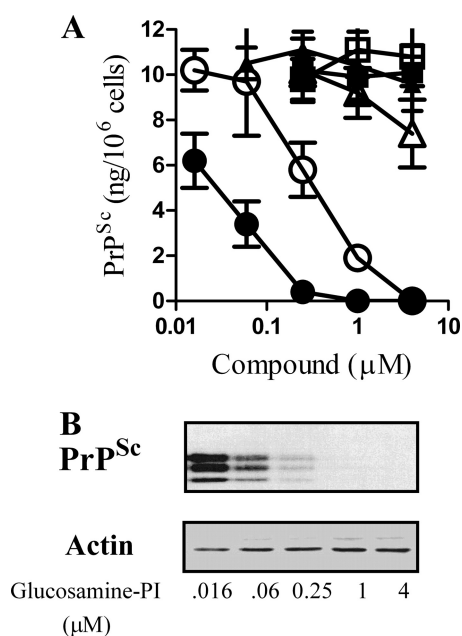 A
PrP^Sc (ng/10^6 cells)
12
10
8
6
4
2
0
0.01 0.1 1 10
Compound (μM)
B
PrP^Sc
Actin
Glucosamine-PI .016 .06 0.25 1 4
(μM)